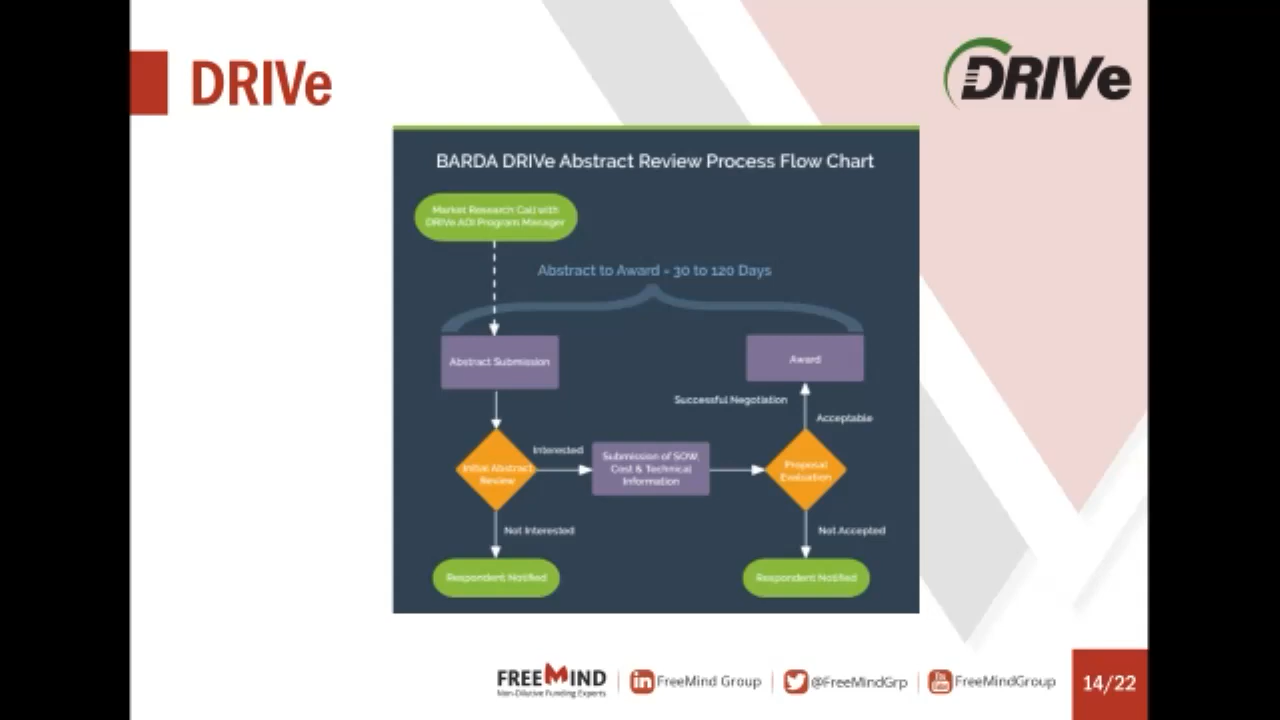 DRIVe
DRIVe
BARDA DRIVe Abstract Review Process Flow Chart
Market Research Call with
DRIVe AOI Program Manager
Abstract to Award - 30 to 120 Days
Abstract Submission
Award
Successful Negotiation
Acceptable
Initial Abstract
Review
Interested
Submission of SOW,
Cost & Technical
Information
Proposal
Evaluation
Not Interested
Not Accepted
Respondent Notified
Respondent Notified
FREEMIND
Non-Dilutive Funding Experts
in
FreeMind Group
@FreeMindGrp
You
Tube
FreeMindGroup
14/22